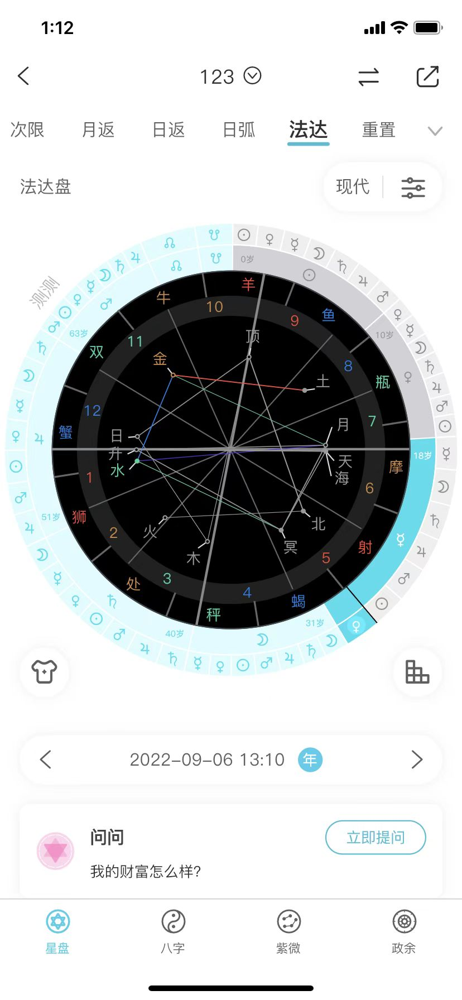 1:12
123
次限 月返 日返 日弧 法达 重置
法达盘
现代
测测
0岁
10岁
18岁
31岁
40岁
51岁
63岁
羊
鱼
瓶
摩
射
蝎
秤
处
狮
蟹
双
牛
10
9
8
7
6
5
4
3
2
1
12
11
顶
金
土
月
日
升
水
天
海
北
冥
火
木
2022-09-06 13:10 年
问问
立即提问
我的财富怎么样?
星盘 八字 紫微 政余